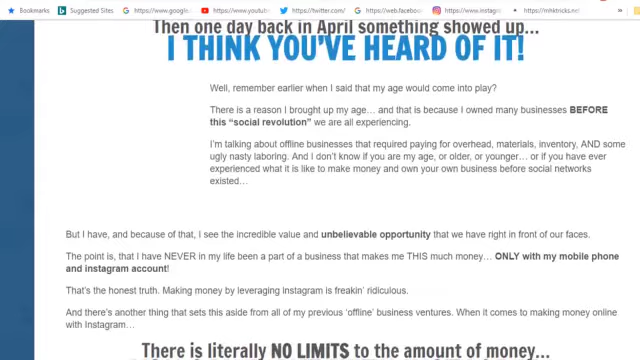 Bookmarks
Suggested Sites
https://www.google.
https://www.youtub
https://twitter.com/
https://web.faceboo
https://www.instag
https://mhktricks.net
Then one day back in April something showed up...
I THINK YOU'VE HEARD OF IT!
Well, remember earlier when I said that my age would come into play?
There is a reason I brought up my age… and that is because I owned many businesses BEFORE
this “social revolution” we are all experiencing.
I’m talking about offline businesses that required paying for overhead, materials, inventory, AND some
ugly nasty laboring. And I don’t know if you are my age, or older, or younger… or if you have ever
experienced what it is like to make money and own your own business before social networks
existed…
But I have, and because of that, I see the incredible value and unbelievable opportunity that we have right in front of our faces.
The point is, that I have NEVER in my life been a part of a business that makes me THIS much money… ONLY with my mobile phone
and instagram account!
That’s the honest truth. Making money by leveraging Instagram is freakin’ ridiculous.
And there’s another thing that sets this aside from all of my previous ‘offline’ business ventures. When it comes to making money online
with Instagram…
There is literally NO LIMITS to the amount of money...